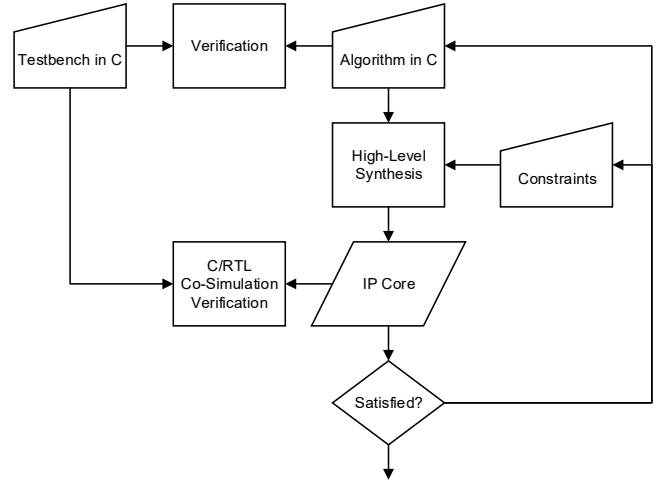 Testbench in C
Verification
Algorithm in C
High-Level
Synthesis
Constraints
C/RTL
Co-Simulation
Verification
IP Core
Satisfied?